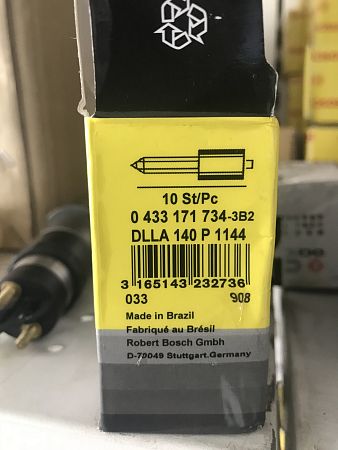 10 St/Pc
0 433 171 734-3B2
DLLA 140 P 1144
3 165143 232736
033 908
Made in Brazil
Fabriqué au Brésil
Robert Bosch Gmbh
D-70049 Stuttgart.Germany